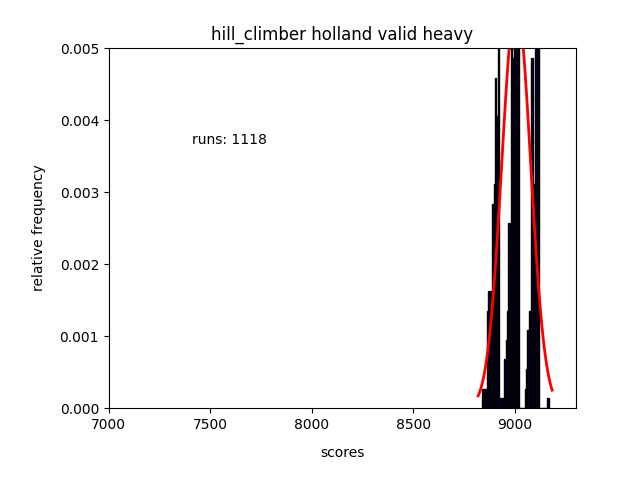 hill_climber holland valid heavy
0.005
0.004
0.003
0.002
0.001
0.000
relative frequency
runs: 1118
7000 7500 8000 8500 9000
scores